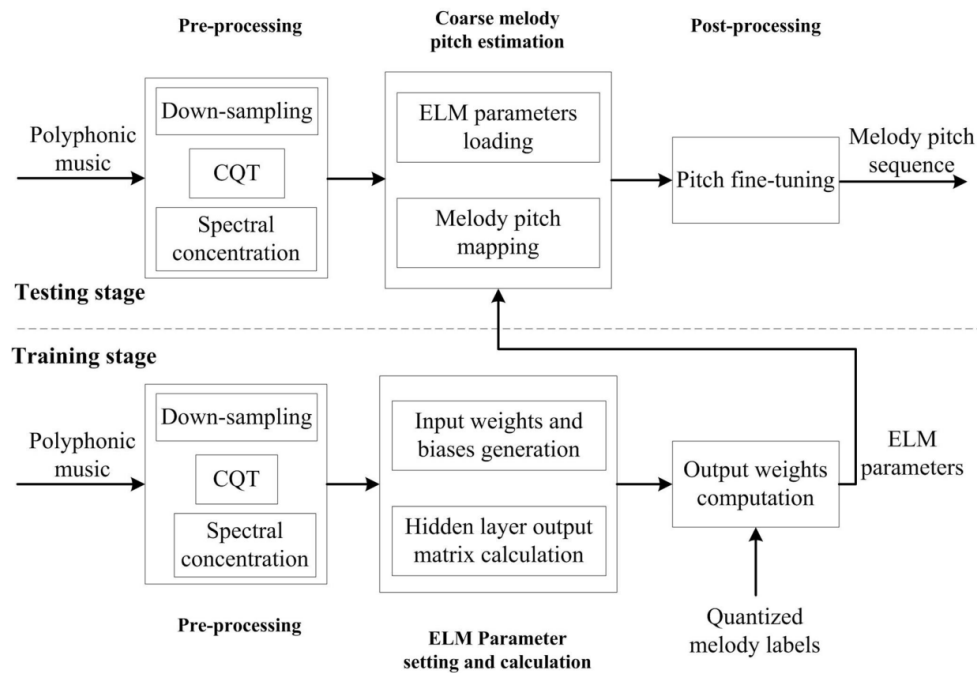 Pre-processing
Coarse melody
pitch estimation
Post-processing
Polyphonic
music
Down-sampling
CQT
Spectral
concentration
ELM parameters
loading
Melody pitch
mapping
Pitch fine-tuning
Melody pitch
sequence
Testing stage
Training stage
Polyphonic
music
Down-sampling
CQT
Spectral
concentration
Input weights and
biases generation
Hidden layer output
matrix calculation
Output weights
computation
ELM
parameters
Quantized
melody labels
Pre-processing
ELM Parameter
setting and calculation